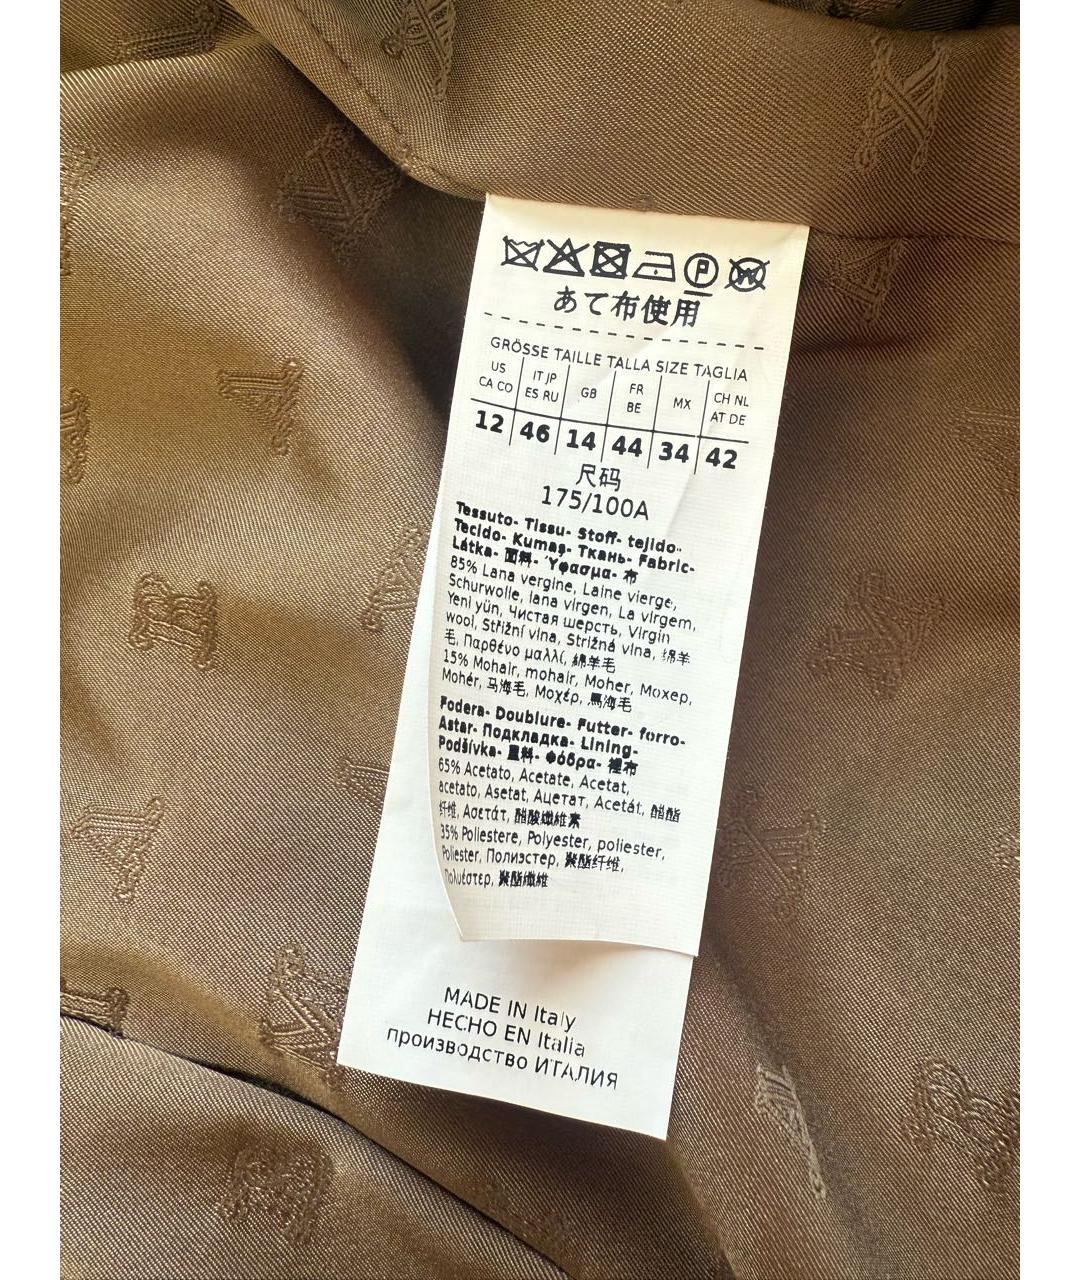 あて布使用
GRÖSSE TAILLE TALLA SIZE TAGLIA
US CA CO IT JP ES RU GB FR BE MX CH NL AT DE
12 46 14 44 34 42
尺码
175/100A
Tessuto- Tissu- Stoff- tejido-
Tecido- Kumaş- Ткань- Fabric-
Látka- 面料- Ύφασμα- 布
85% Lana vergine, Laine vierge,
Schurwolle, lana virgen, La virgem,
Yeni yün, Чистая шерсть, Virgin
wool, Střižní vlna, Strižná vlna, 绵羊
毛, Παρθένο μαλλί, 綿羊毛
15% Mohair, mohair, Moher, Мохер,
Mohér, 马海毛, Μοχέρ, 馬海毛
Fodera- Doublure- Futter- forro-
Astar- Подкладка- Lining-
Podšívka- 里料- Φόδρα- 裡布
65% Acetato, Acetate, Acetat,
acetato, Asetat, Ацетат, Acetát, 醋酯
纤维, Ασετάτ, 醋酸纖維素
35% Poliestere, Polyester, poliester,
Poliester, Полиэстер, 聚酯纤维,
Πολυέστερ, 聚酯纖維
MADE IN Italy
HECHO EN Italia
производство ИТАЛИЯ